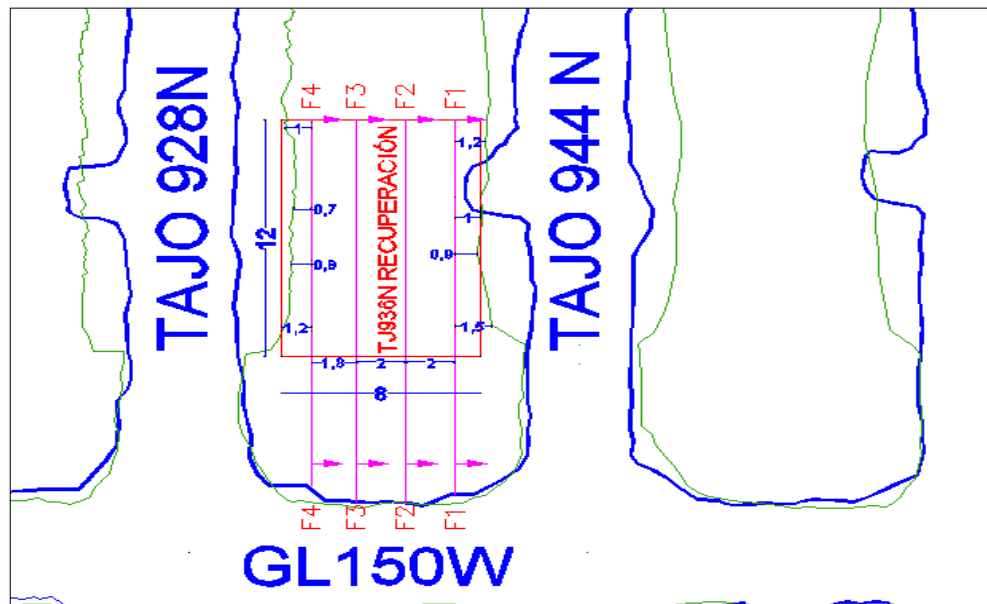 TAJO 928N
TAJO 944 N
F4
F3
F2
F1
1
1,2
0,7
1
12
TJ936N RECUPERACIÓN
0,9
0,9
1,2
1,5
1,8
2
2
8
F4
F3
F2
F1
GL150W